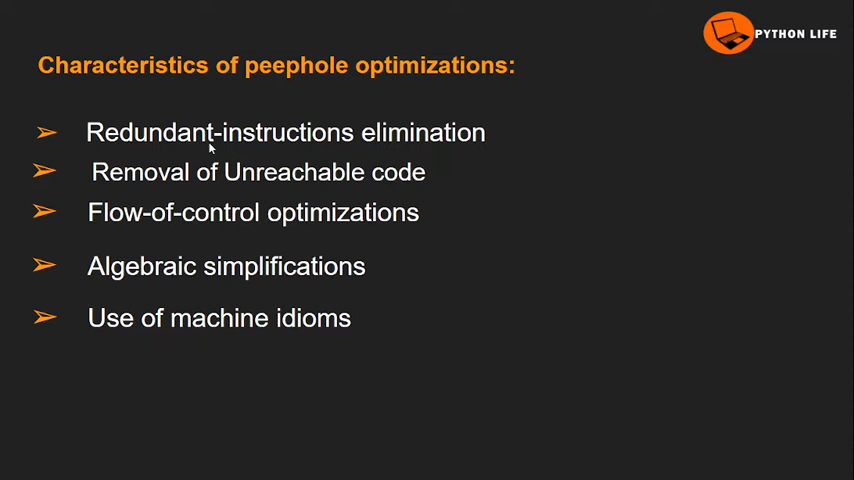 PYTHON LIFE
Characteristics of peephole optimizations:
➢ Redundant-instructions elimination
➢ Removal of Unreachable code
➢ Flow-of-control optimizations
➢ Algebraic simplifications
➢ Use of machine idioms